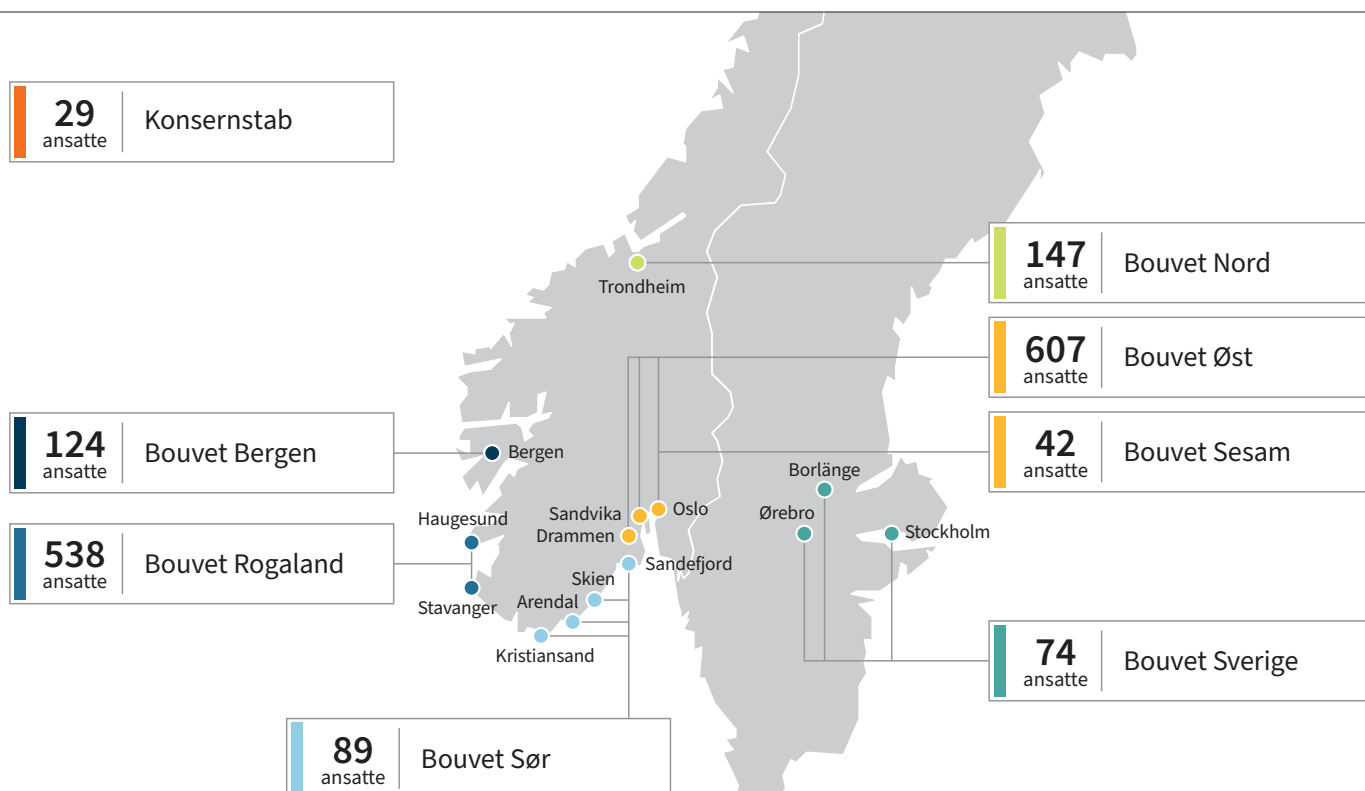 29
ansatte
Konsernstab
147
ansatte
Bouvet Nord
Trondheim
607
ansatte
Bouvet Øst
124
ansatte
Bouvet Bergen
Bergen
42
ansatte
Bouvet Sesam
Borlänge
Haugesund
Sandvika
Oslo
Ørebro
Drammen
Stockholm
538
ansatte
Bouvet Rogaland
Sandefjord
Skien
Stavanger
Arendal
Kristiansand
74
ansatte
Bouvet Sverige
89
ansatte
Bouvet Sør